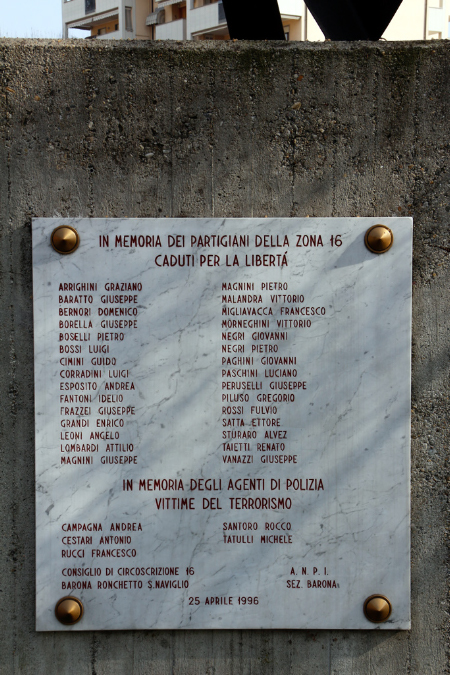 IN MEMORIA DEI PARTIGIANI DELLA ZONA 16
CADUTI PER LA LIBERTÁ
ARRIGHINI GRAZIANO
BARATTO GIUSEPPE
BERNORI DOMENICO
BORELLA GIUSEPPE
BOSELLI PIETRO
BOSSI LUIGI
CIMINI GUIDO
CORRADINI LUIGI
ESPOSITO ANDREA
FANTONI IDELIO
FRAZZEI GIUSEPPE
GRANDI ENRICO
LEONI ANGELO
LOMBARDI ATTILIO
MAGNINI GIUSEPPE
MAGNINI PIETRO
MALANDRA VITTORIO
MIGLIAVACCA FRANCESCO
MORNEGHINI VITTORIO
NEGRI GIOVANNI
NEGRI PIETRO
PAGHINI GIOVANNI
PASCHINI LUCIANO
PERUSELLI GIUSEPPE
PILUSO GREGORIO
ROSSI FULVIO
SATTA ETTORE
STURARO ALVEZ
TAIETTI RENATO
VANAZZI GIUSEPPE
IN MEMORIA DEGLI AGENTI DI POLIZIA
VITTIME DEL TERRORISMO
CAMPAGNA ANDREA
CESTARI ANTONIO
RUCCI FRANCESCO
SANTORO ROCCO
TATULLI MICHELE
CONSIGLIO DI CIRCOSCRIZIONE 16
BARONA RONCHETTO S.NAVIGLIO
A. N. P. I.
SEZ. BARONA
25 APRILE 1996